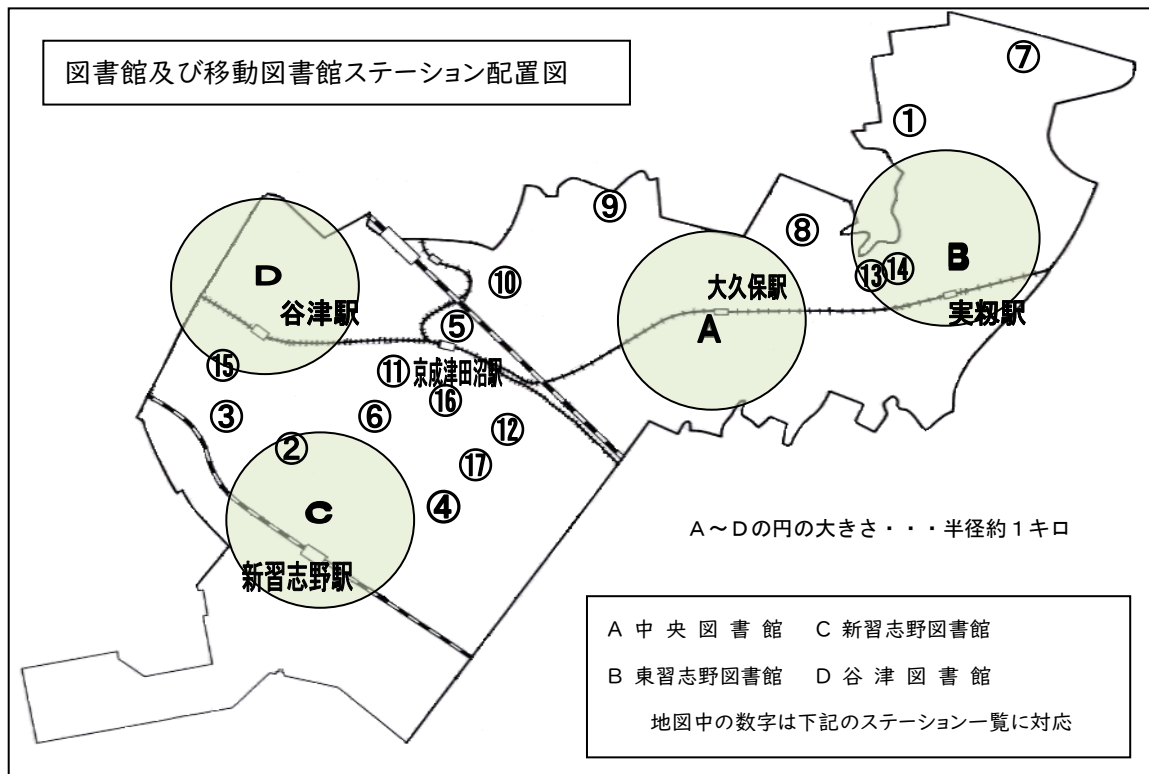 図書館及び移動図書館ステーション配置図
⑦
①
⑨
⑧
D
谷津駅
⑩
⑬
⑭
B
実籾駅
大久保駅
A
⑤
京成津田沼駅
⑮
⑪
⑯
③
⑥
⑫
②
⑰
④
C
新習志野駅
A～Dの円の大きさ・・・半径約1キロ
A 中 央 図 書 館　C 新習志野図書館
B 東習志野図書館　D 谷 津 図 書 館
地図中の数字は下記のステーション一覧に対応